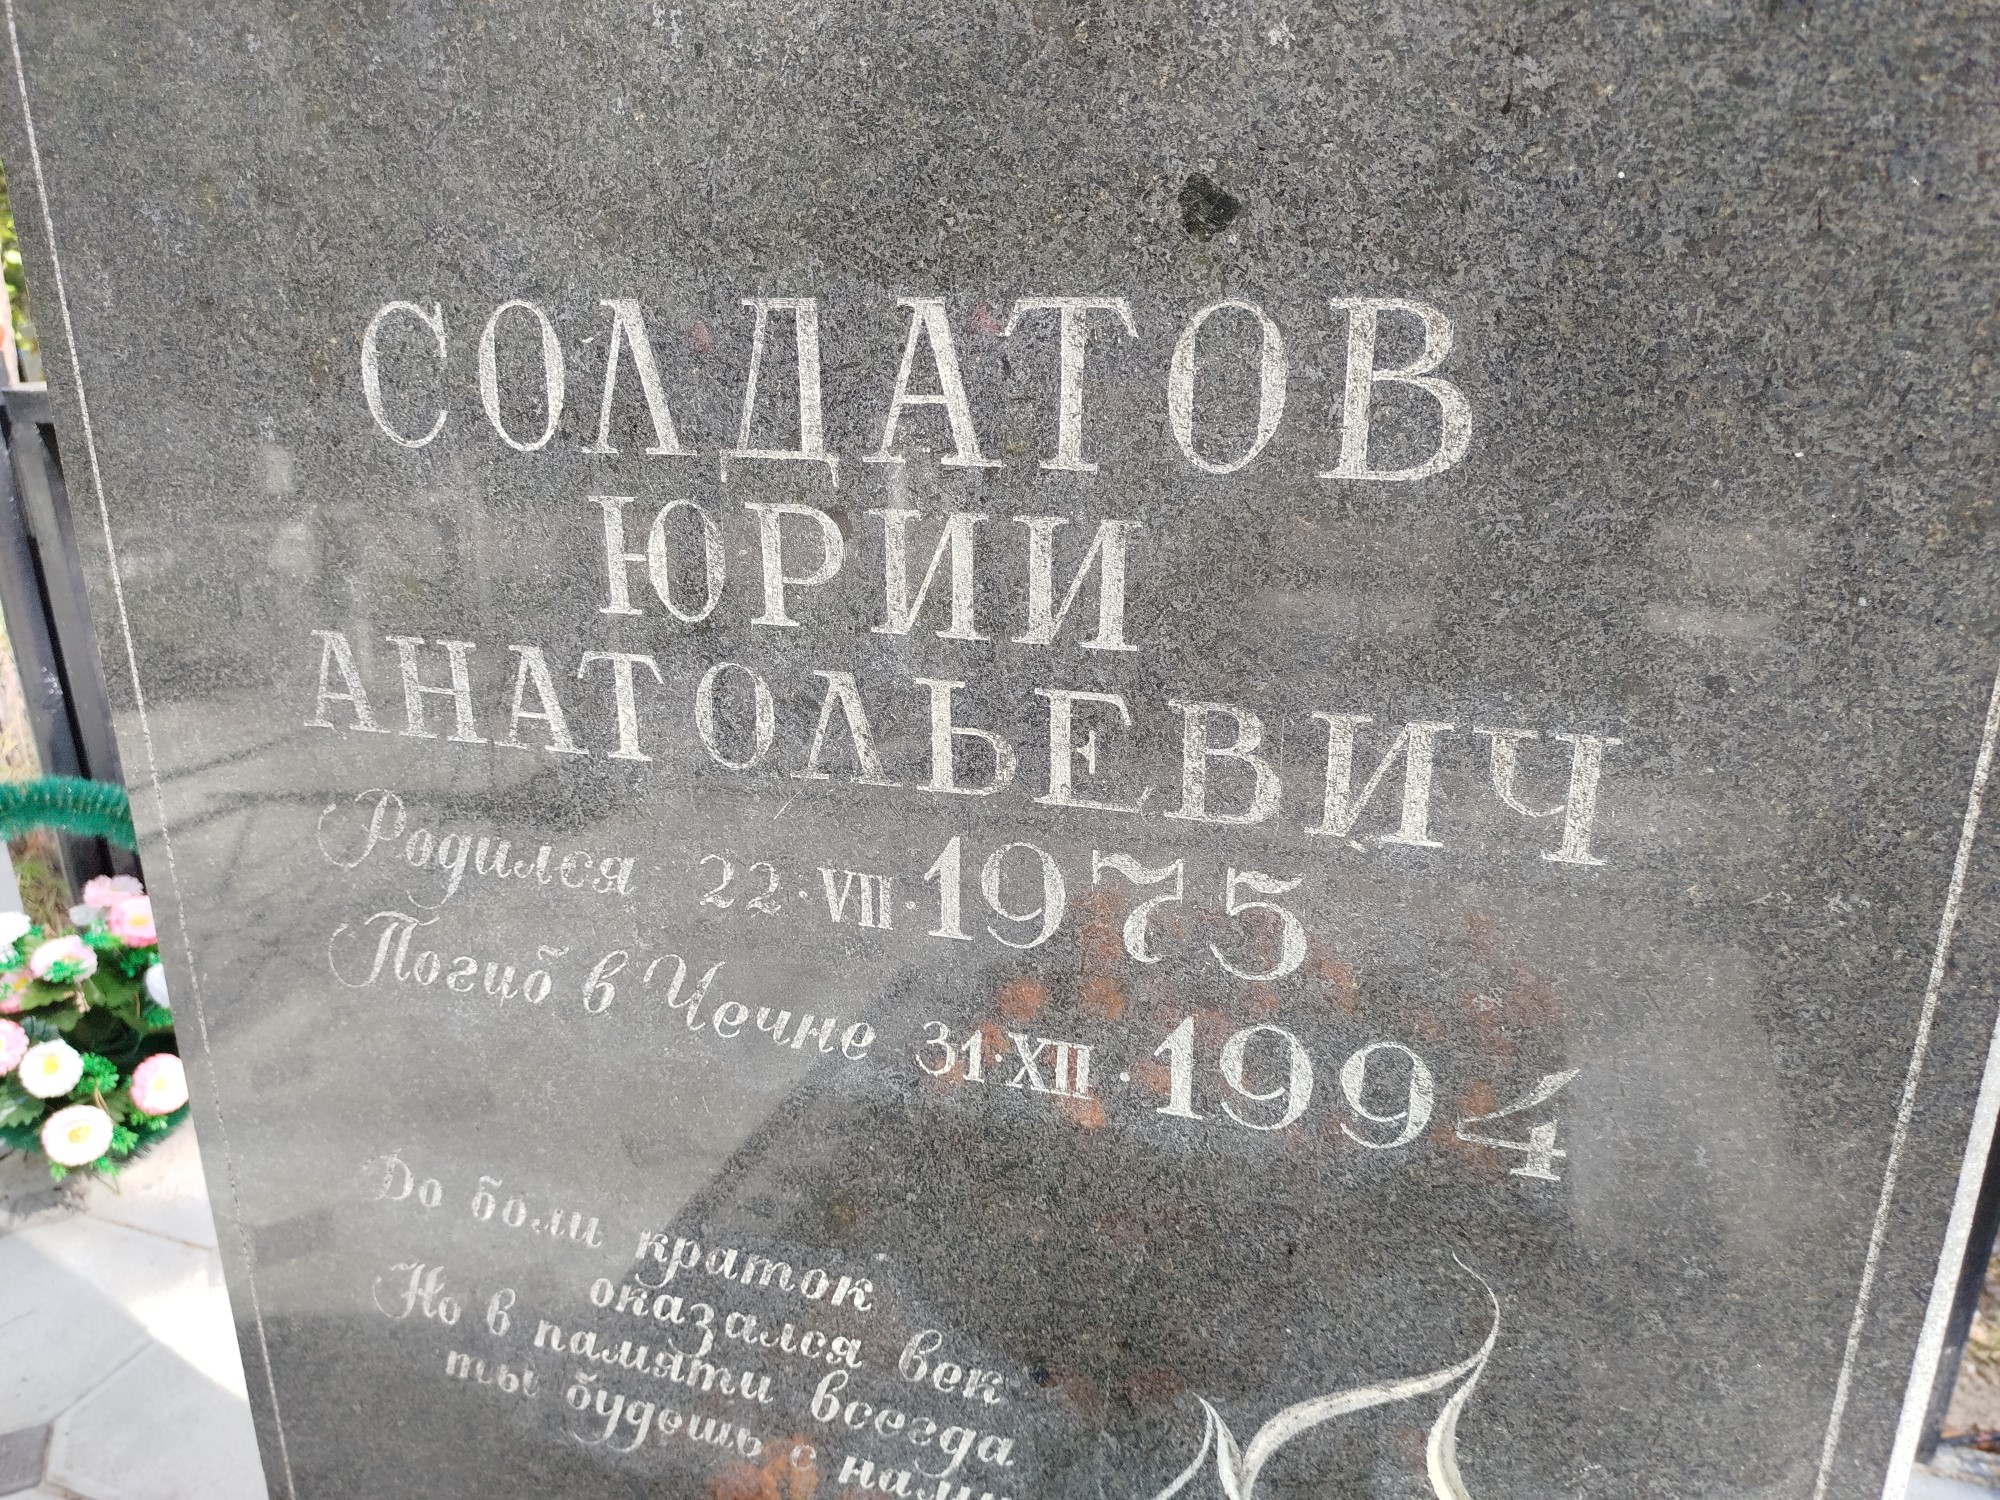 СОЛДАТОВ
ЮРИИ
АНАТОЛЬЕВИЧ
Родился 22·VII·1975
Погиб в Чечне 31·XII·1994
До боли краток
оказался век
Но в памяти всегда
ты будешь с нами